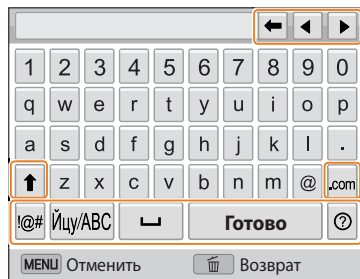 1 2 3 4 5 6 7 8 9 0
q w e r t y u i o p
a s d f g h j k l .
z x c v b n m @ .com
!@# Йцу/ABC Готово ?
MENU Отменить Возврат